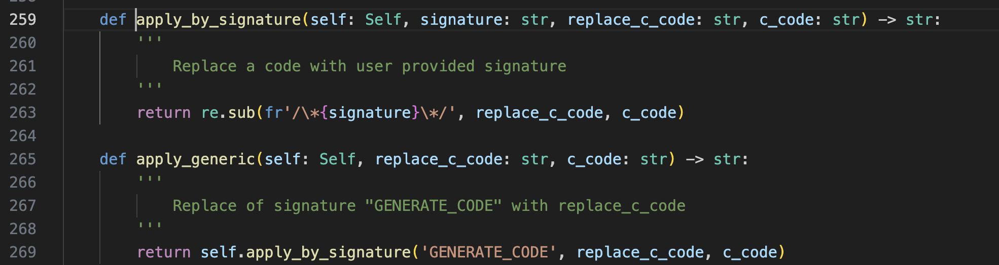 259 def apply_by_signature(self: Self, signature: str, replace_c_code: str, c_code: str) -> str:
260 '''
261 Replace a code with user provided signature
262 '''
263 return re.sub(fr'/\*{signature}\*/', replace_c_code, c_code)
264
265 def apply_generic(self: Self, replace_c_code: str, c_code: str) -> str:
266 '''
267 Replace of signature "GENERATE_CODE" with replace_c_code
268 '''
269 return self.apply_by_signature('GENERATE_CODE', replace_c_code, c_code)